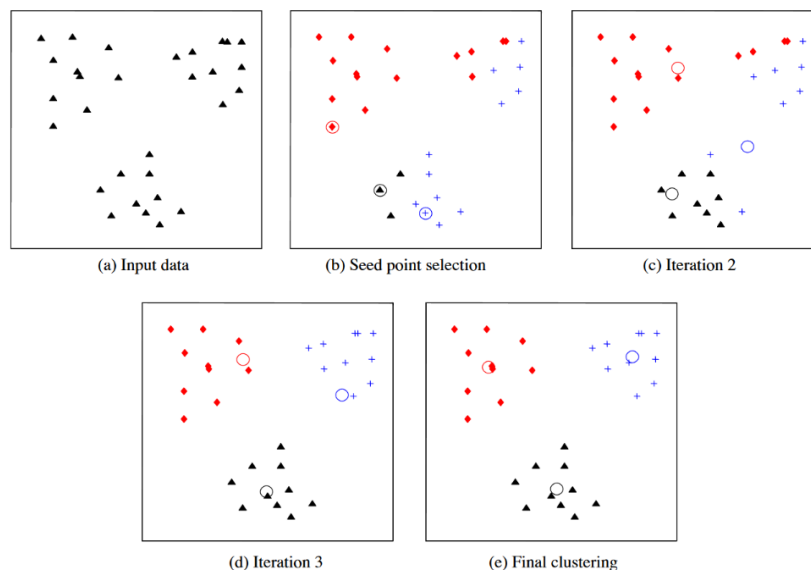 (a) Input data
(b) Seed point selection
(c) Iteration 2
(d) Iteration 3
(e) Final clustering